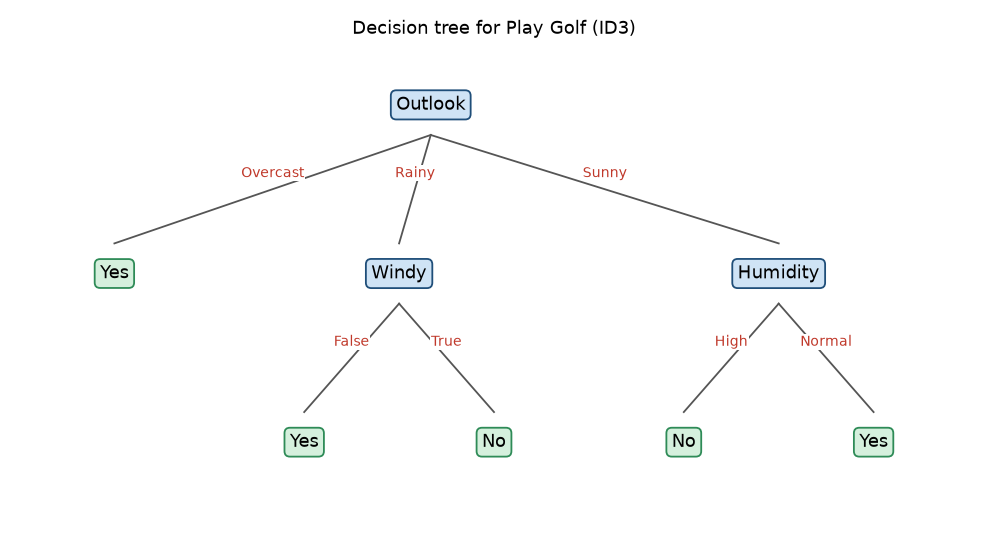 Decision tree for Play Golf (ID3)
Outlook
Overcast
Rainy
Sunny
Yes
Windy
Humidity
False
True
High
Normal
Yes
No
No
Yes